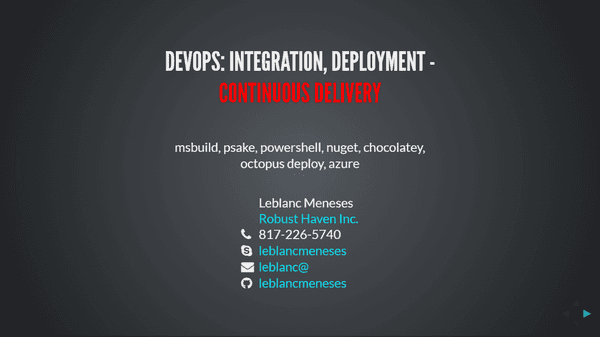 DEVOPS: INTEGRATION, DEPLOYMENT -
CONTINUOUS DELIVERY
msbuild, psake, powershell, nuget, chocolatey,
octopus deploy, azure
Leblanc Meneses
Robust Haven Inc.
817-226-5740
leblancmeneses
leblanc@
leblancmeneses